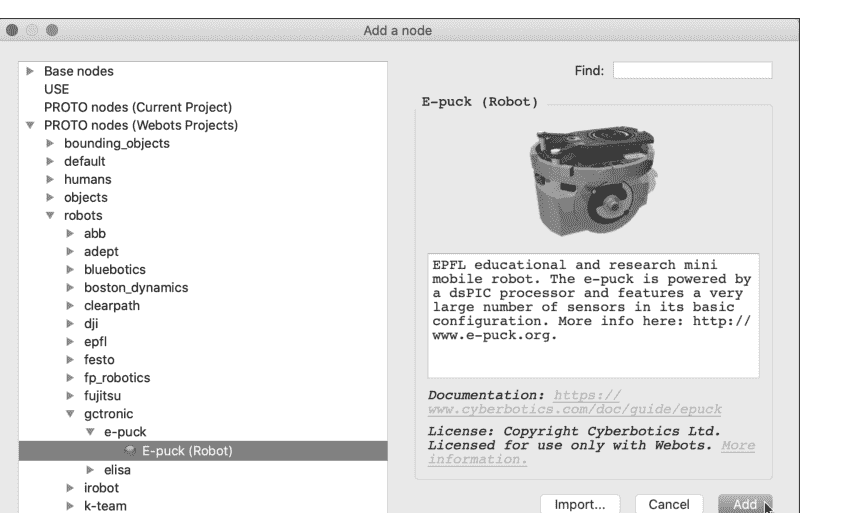 Add a node
Base nodes
USE
PROTO nodes (Current Project)
PROTO nodes (Webots Projects)
bounding_objects
default
humans
objects
robots
abb
adept
bluebotics
boston_dynamics
clearpath
dji
epfl
festo
fp_robotics
fujitsu
gctronic
e-puck
E-puck (Robot)
elisa
irobot
k-team
Find:
E-puck (Robot)
EPFL educational and research mini
mobile robot. The e-puck is powered by
a dsPIC processor and features a very
large number of sensors in its basic
configuration. More info here: http://
www.e-puck.org.
Documentation: https://
www.cyberbotics.com/doc/guide/epuck
License: Copyright Cyberbotics Ltd.
Licensed for use only with Webots. More
information.
Import... Cancel Add